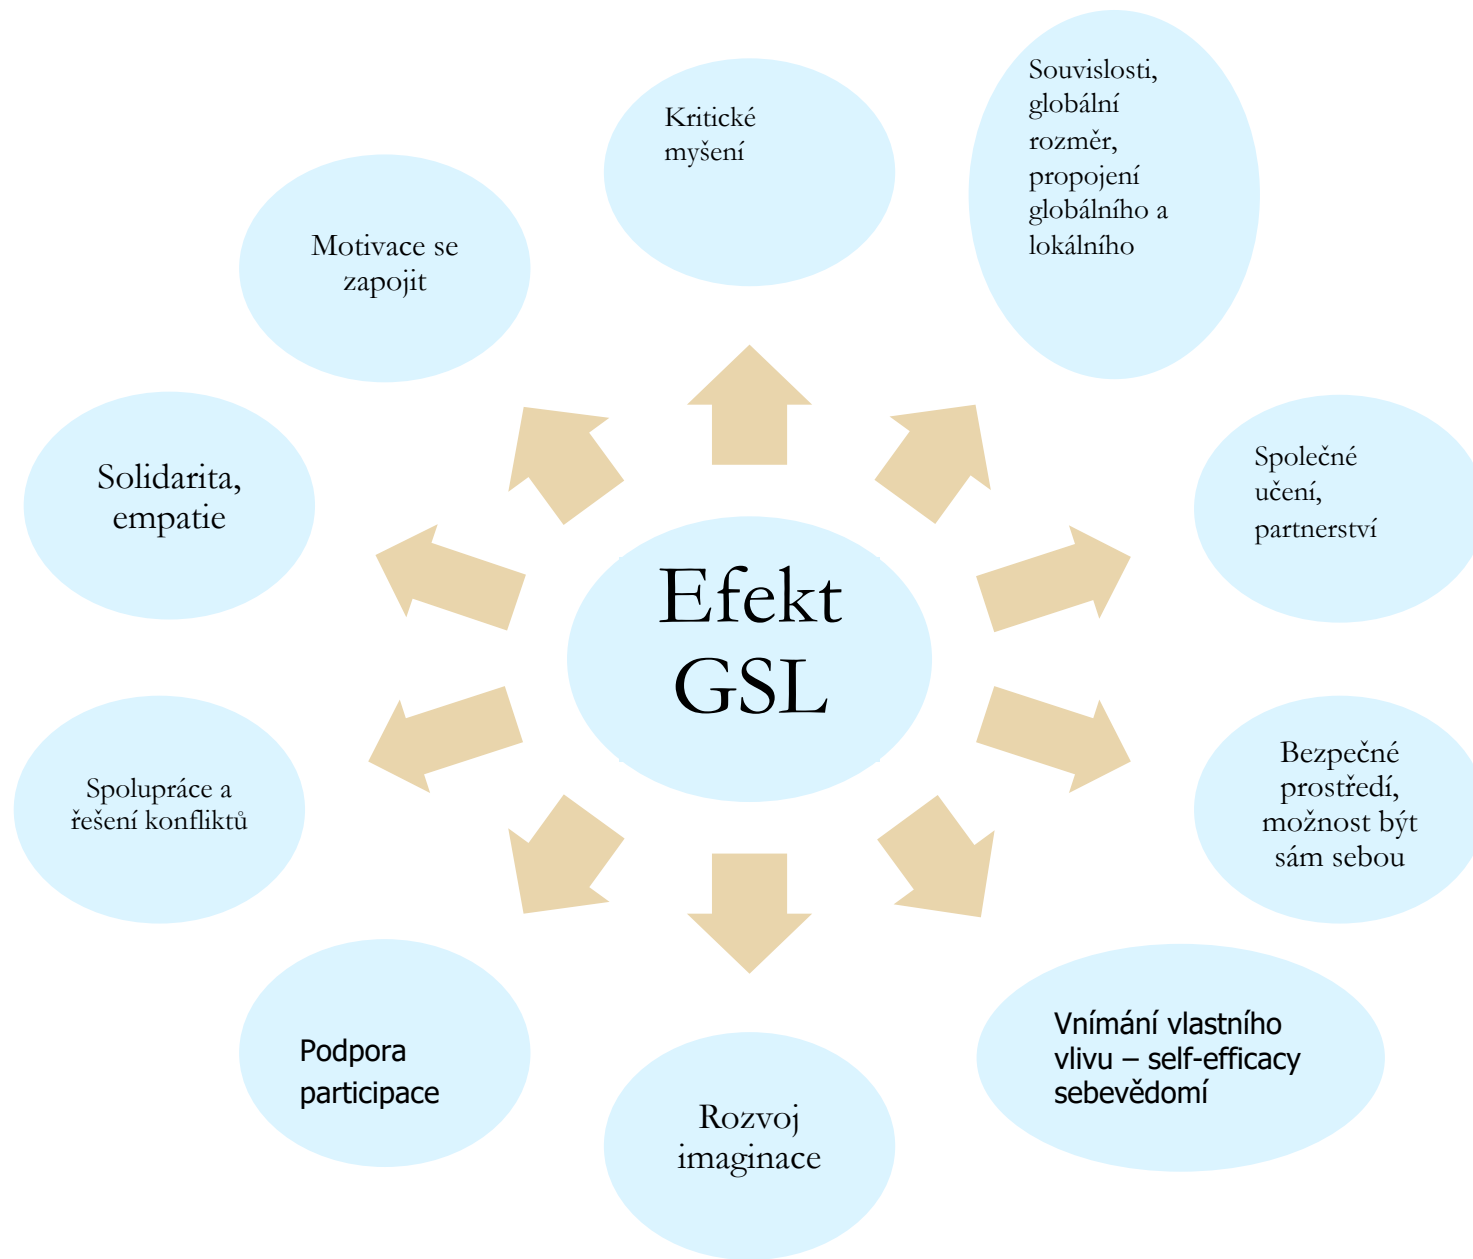 Efekt
GSL
Kritické
myšení
Souvislosti,
globální
rozměr,
propojení
globálního a
lokálního
Společné
učení,
partnerství
Bezpečné
prostředí,
možnost být
sám sebou
Vnímání vlastního
vlivu – self-efficacy
sebevědomí
Rozvoj
imaginace
Podpora
participace
Spolupráce a
řešení konfliktů
Solidarita,
empatie
Motivace se
zapojit